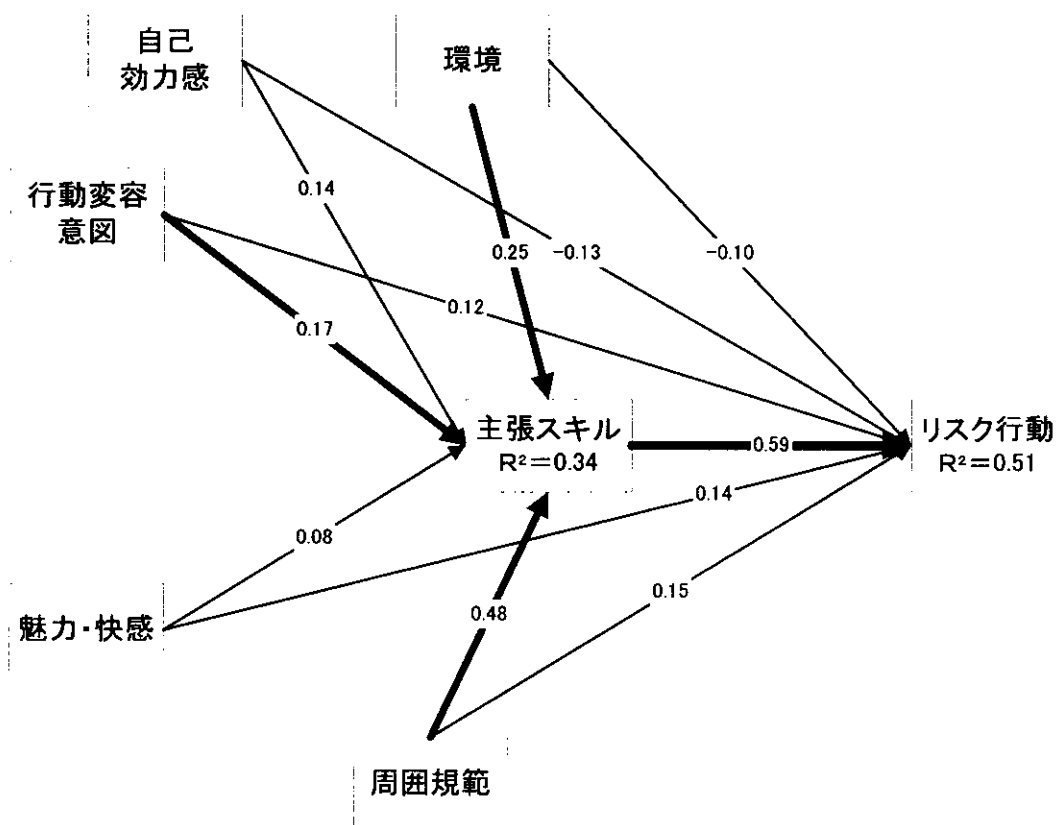 自己
効力感
環境
行動変容
意図
0.14
0.25
-0.13
-0.10
0.12
0.17
主張スキル
R²=0.34
0.59
リスク行動
R²=0.51
0.08
0.14
魅力・快感
0.48
0.15
周囲規範